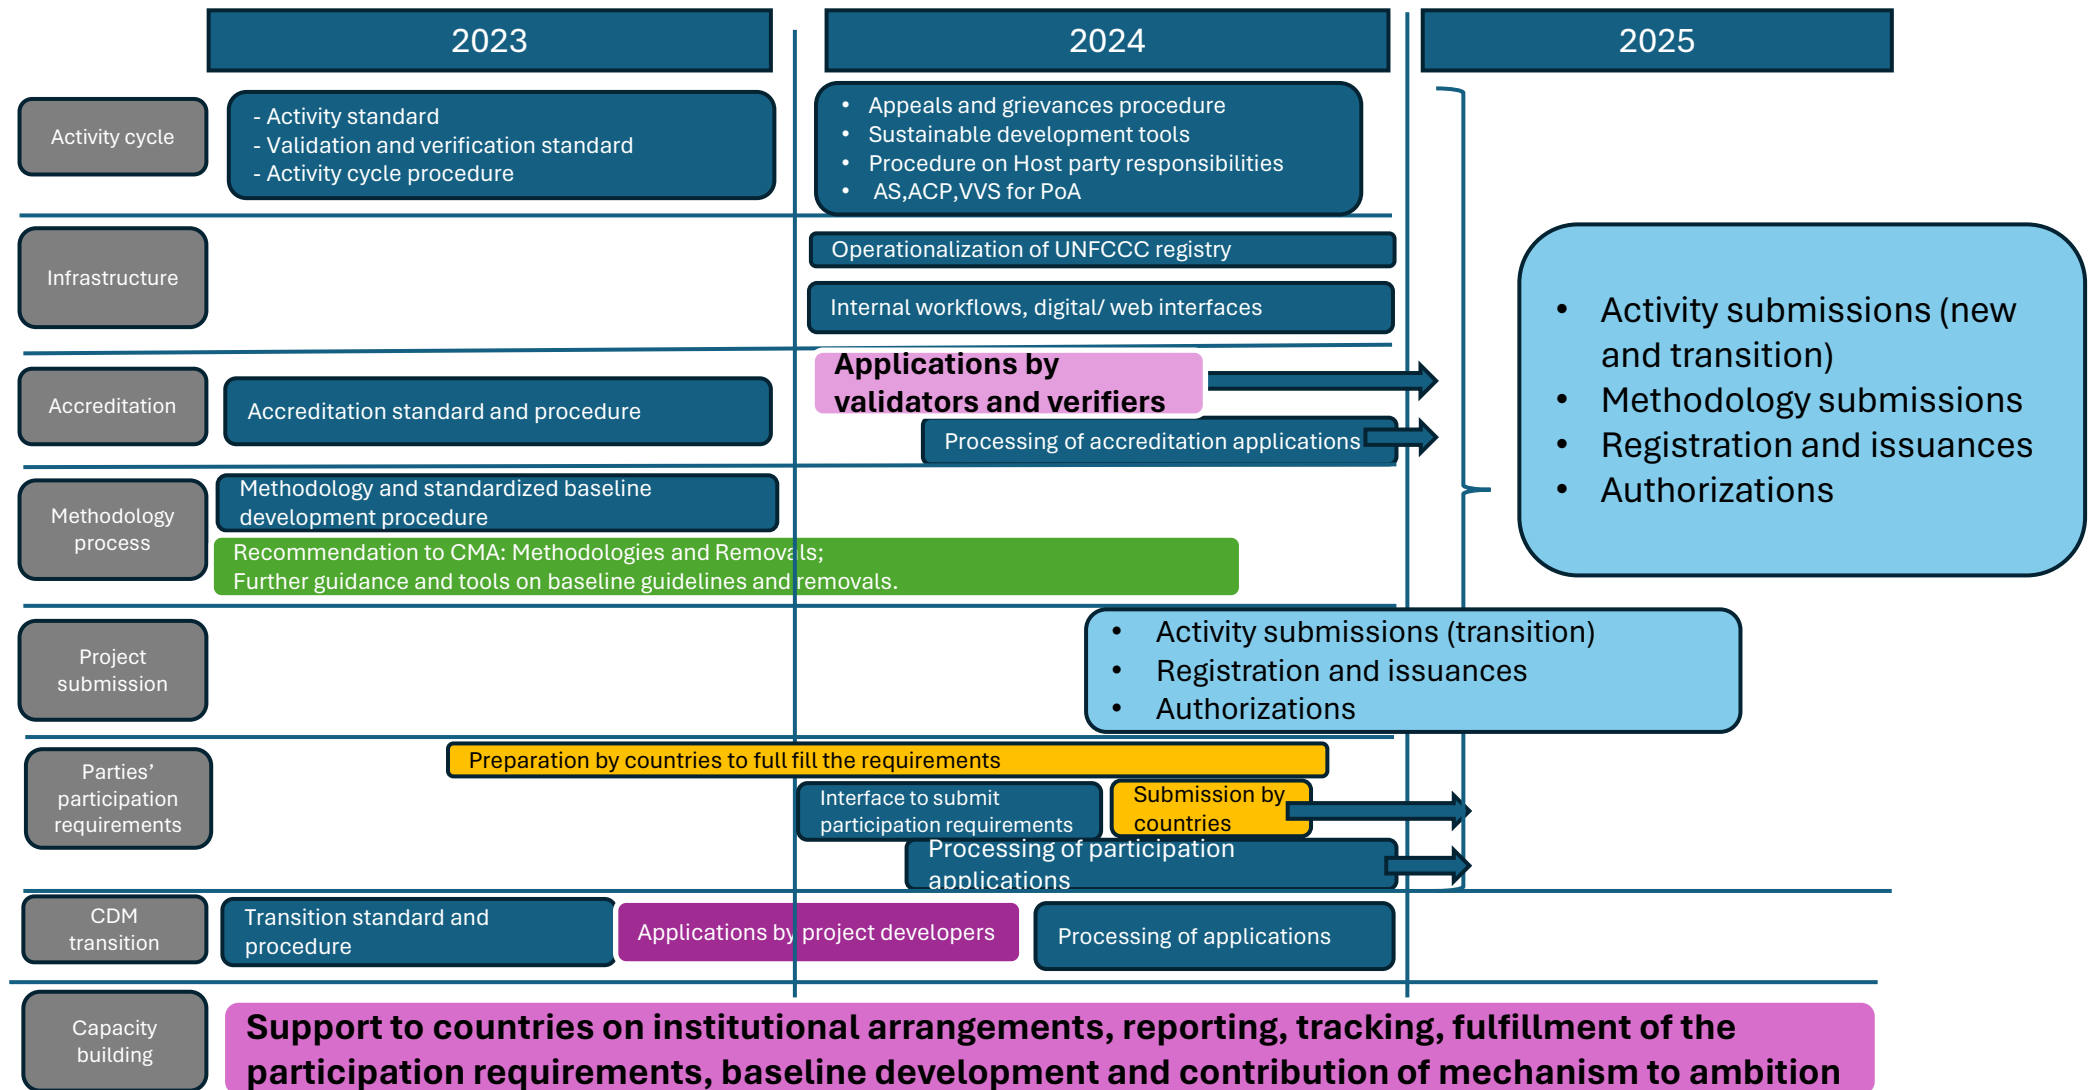 2023
2024
2025
Activity cycle
- Activity standard
- Validation and verification standard
- Activity cycle procedure
• Appeals and grievances procedure
• Sustainable development tools
• Procedure on Host party responsibilities
• AS,ACP,VVS for PoA
Infrastructure
Operationalization of UNFCCC registry
Internal workflows, digital/ web interfaces
• Activity submissions (new
and transition)
• Methodology submissions
• Registration and issuances
• Authorizations
Accreditation
Accreditation standard and procedure
Applications by
validators and verifiers
Processing of accreditation applications
Methodology
process
Methodology and standardized baseline
development procedure
Recommendation to CMA: Methodologies and Removals;
Further guidance and tools on baseline guidelines and removals.
Project
submission
• Activity submissions (transition)
• Registration and issuances
• Authorizations
Parties’
participation
requirements
Preparation by countries to full fill the requirements
Interface to submit
participation requirements
Submission by
countries
Processing of participation
applications
CDM
transition
Transition standard and
procedure
Applications by project developers
Processing of applications
Capacity
building
Support to countries on institutional arrangements, reporting, tracking, fulfillment of the
participation requirements, baseline development and contribution of mechanism to ambition